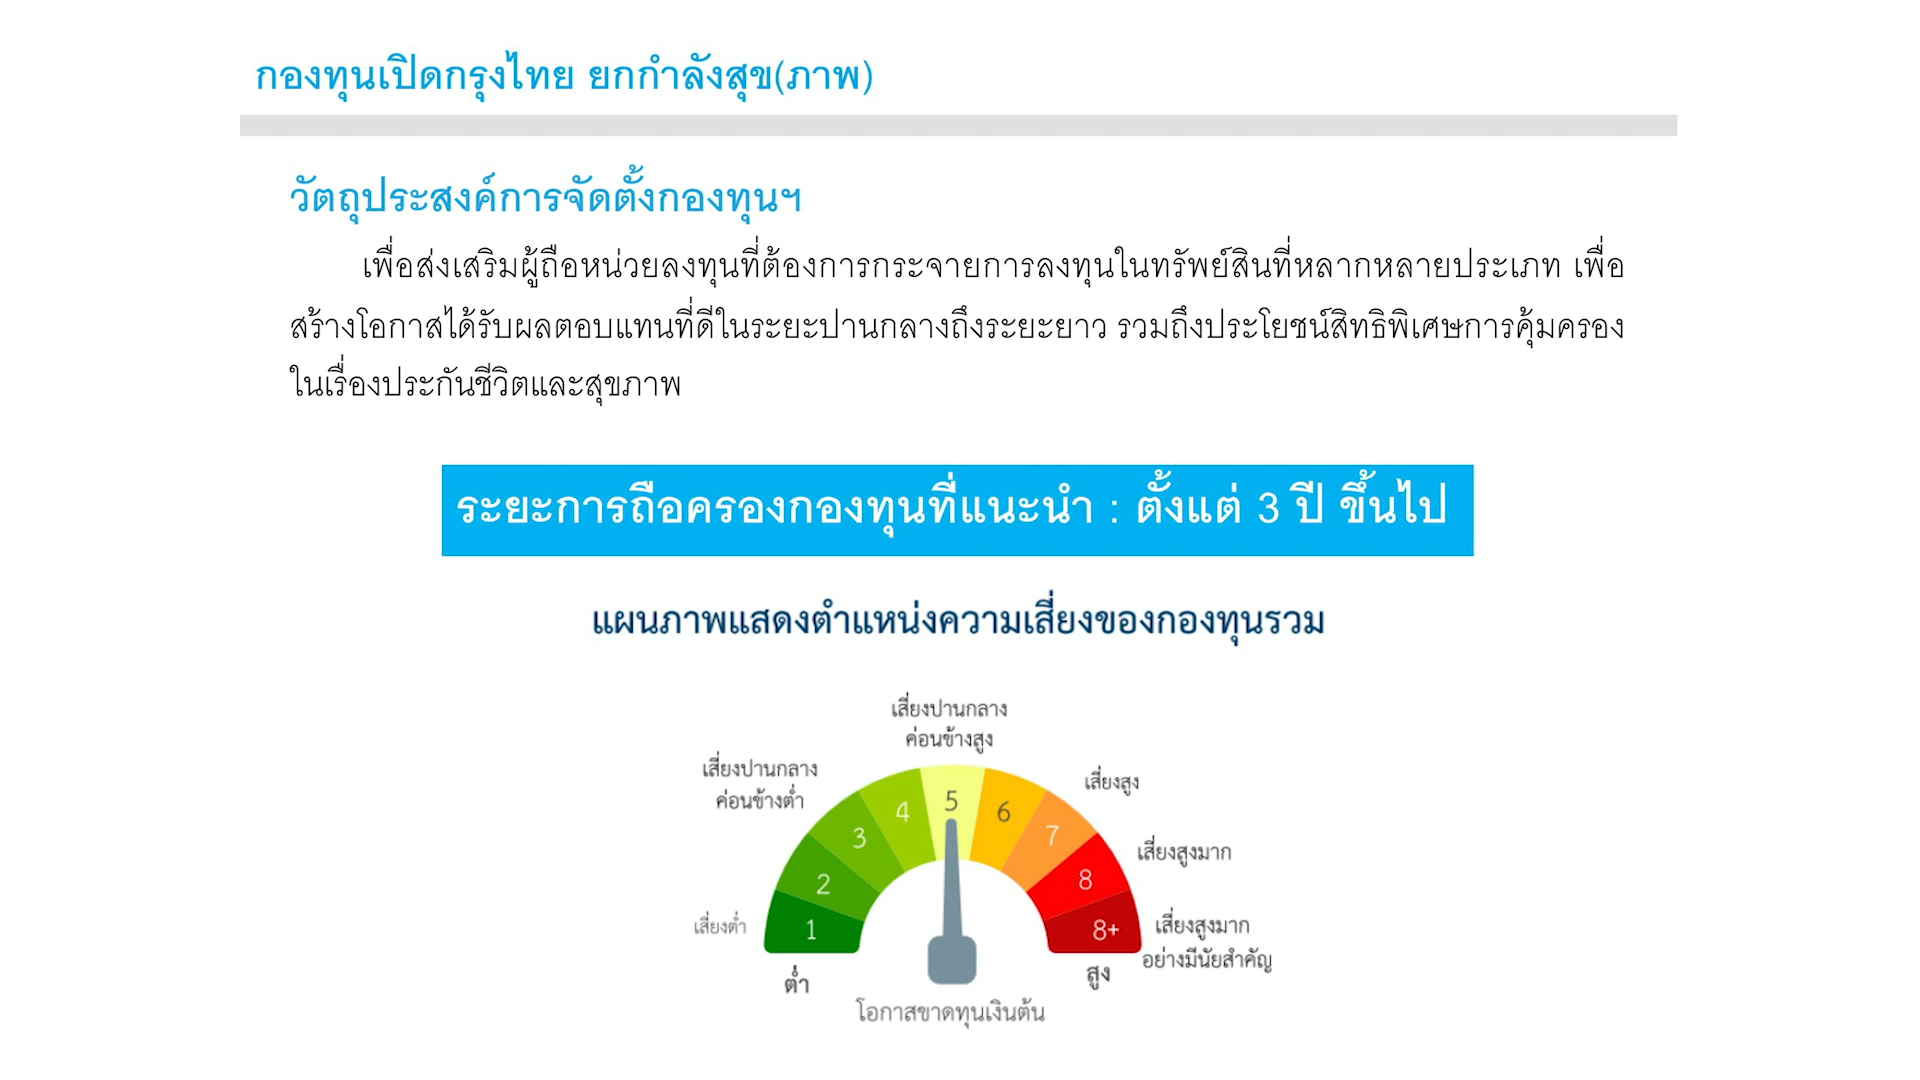 กองทุนเปิดกรุงไทย ยกกำลังสุข(ภาพ)
วัตถุประสงค์การจัดตั้งกองทุนฯ
เพื่อส่งเสริมผู้ถือหน่วยลงทุนที่ต้องการกระจายการลงทุนในทรัพย์สินที่หลากหลายประเภท เพื่อ
สร้างโอกาสได้รับผลตอบแทนที่ดีในระยะปานกลางถึงระยะยาว รวมถึงประโยชน์สิทธิพิเศษการคุ้มครอง
ในเรื่องประกันชีวิตและสุขภาพ
ระยะการถือครองกองทุนที่แนะนำ : ตั้งแต่ 3 ปี ขึ้นไป
แผนภาพแสดงตำแหน่งความเสี่ยงของกองทุนรวม
เสี่ยงปานกลาง
ค่อนข้างสูง
เสี่ยงปานกลาง
ค่อนข้างต่ำ
เสี่ยงสูง
เสี่ยงสูงมาก
เสี่ยงต่ำ
1
2
3
4
5
6
7
8
8+
เสี่ยงสูงมาก
อย่างมีนัยสำคัญ
ต่ำ
สูง
โอกาสขาดทุนเงินต้น